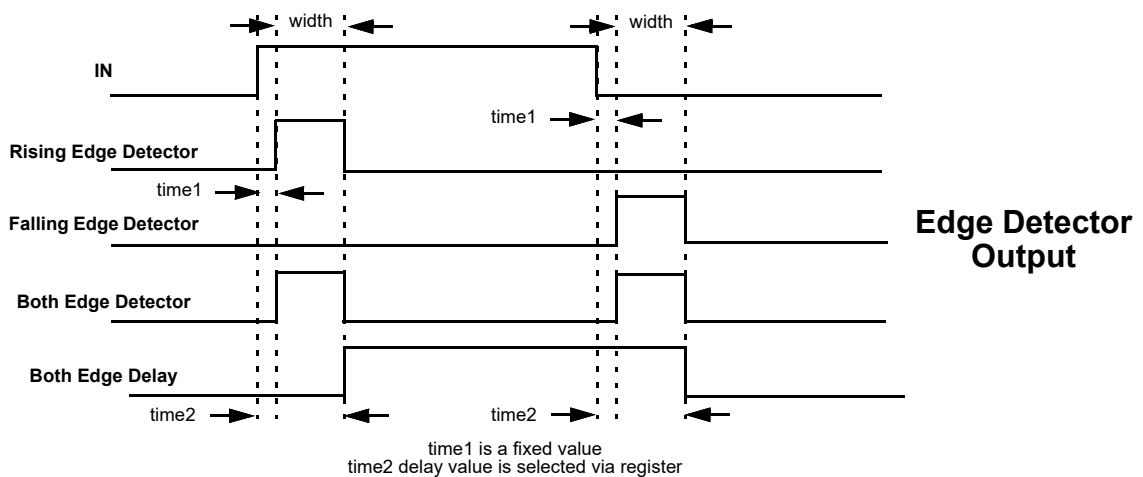 width
width
IN
time1
Rising Edge Detector
time1
Falling Edge Detector
Edge Detector
Output
Both Edge Detector
Both Edge Delay
time2
time2
time1 is a fixed value
time2 delay value is selected via register